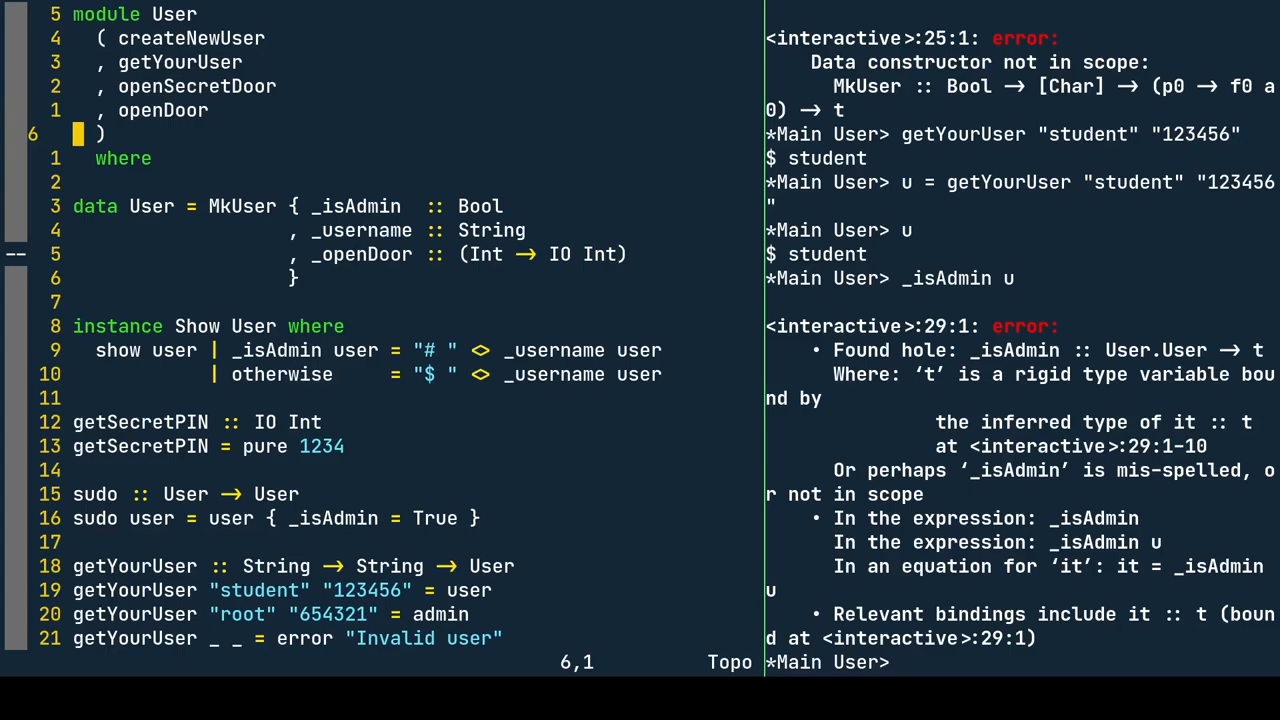 5 module User
4   ( createNewUser
3   , getYourUser
2   , openSecretDoor
1   , openDoor
6   )
1   where
2
3 data User = MkUser { _isAdmin  :: Bool
4                    , _username :: String
5                    , _openDoor :: (Int -> IO Int)
6                    }
7
8 instance Show User where
9   show user | _isAdmin user = "# " <> _username user
10            | otherwise     = "$ " <> _username user
11
12 getSecretPIN :: IO Int
13 getSecretPIN = pure 1234
14
15 sudo :: User -> User
16 sudo user = user { _isAdmin = True }
17
18 getYourUser :: String -> String -> User
19 getYourUser "student" "123456" = user
20 getYourUser "root" "654321" = admin
21 getYourUser _ _ = error "Invalid user"
6,1 Topo
<interactive>:25:1: error:
    Data constructor not in scope:
      MkUser :: Bool -> [Char] -> (p0 -> f0 a
0) -> t
*Main User> getYourUser "student" "123456"
$ student
*Main User> u = getYourUser "student" "123456
"
*Main User> u
$ student
*Main User> _isAdmin u
<interactive>:29:1: error:
    • Found hole: _isAdmin :: User.User -> t
      Where: ‘t’ is a rigid type variable bou
nd by
               the inferred type of it :: t
               at <interactive>:29:1-10
      Or perhaps ‘_isAdmin’ is mis-spelled, o
r not in scope
    • In the expression: _isAdmin
      In the expression: _isAdmin u
      In an equation for ‘it’: it = _isAdmin
u
    • Relevant bindings include it :: t (boun
d at <interactive>:29:1)
*Main User>